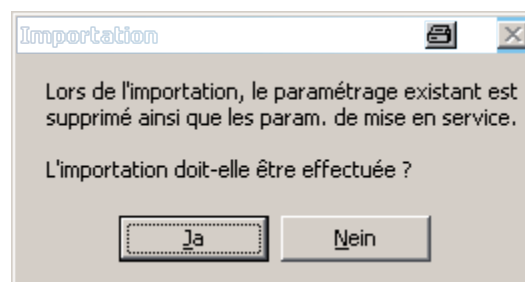 Importation
Lors de l'importation, le paramétrage existant est
supprimé ainsi que les param. de mise en service.
L'importation doit-elle être effectuée ?
Ja
Nein